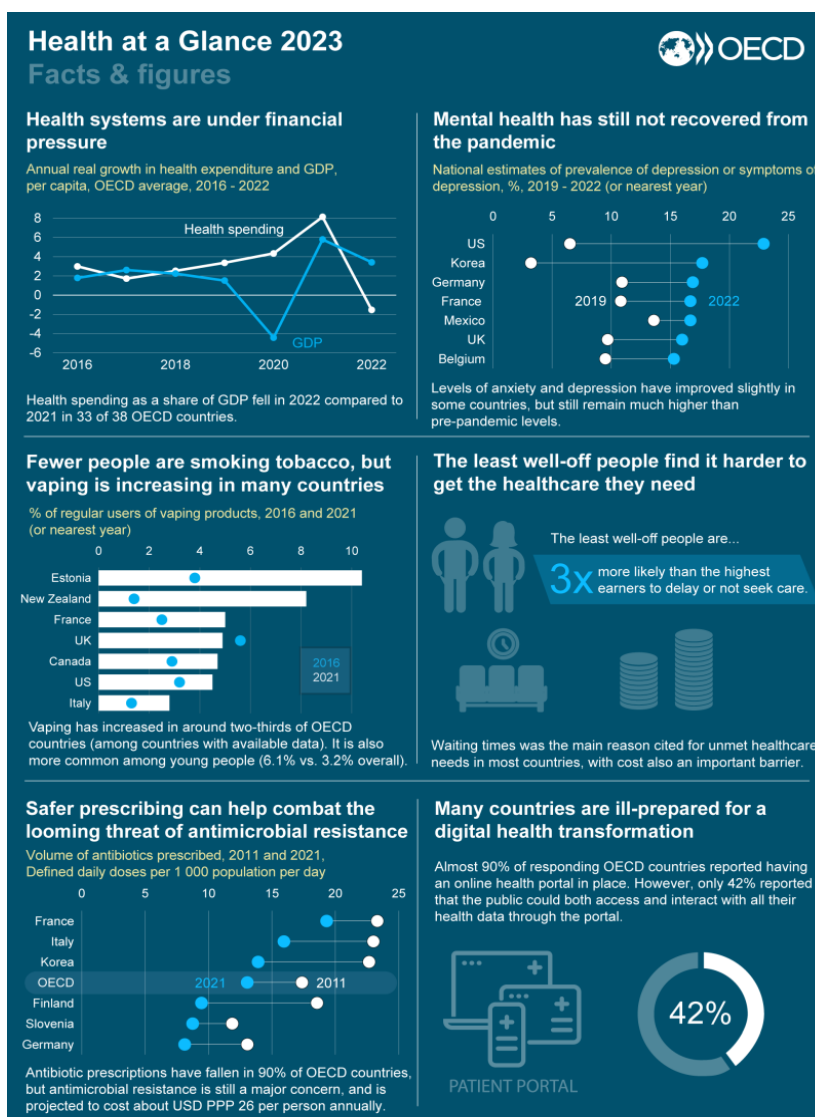 Health at a Glance 2023
Facts & figures
OECD
Health systems are under financial
pressure
Annual real growth in health expenditure and GDP,
per capita, OECD average, 2016 - 2022
8
6
4
2
0
-2
-4
-6
Health spending
GDP
2016
2018
2020
2022
Health spending as a share of GDP fell in 2022 compared to
2021 in 33 of 38 OECD countries.
Mental health has still not recovered from
the pandemic
National estimates of prevalence of depression or symptoms of
depression, %, 2019 - 2022 (or nearest year)
0 5 10 15 20 25
US
Korea
Germany
France 2019 2022
Mexico
UK
Belgium
Levels of anxiety and depression have improved slightly in
some countries, but still remain much higher than
pre-pandemic levels.
Fewer people are smoking tobacco, but
vaping is increasing in many countries
% of regular users of vaping products, 2016 and 2021
(or nearest year)
0 2 4 6 8 10
Estonia
New Zealand
France
UK
Canada
US
Italy
2016
2021
Vaping has increased in around two-thirds of OECD
countries (among countries with available data). It is also
more common among young people (6.1% vs. 3.2% overall).
The least well-off people find it harder to
get the healthcare they need
The least well-off people are...
3x
more likely than the highest
earners to delay or not seek care.
Waiting times was the main reason cited for unmet healthcare
needs in most countries, with cost also an important barrier.
Safer prescribing can help combat the
looming threat of antimicrobial resistance
Volume of antibiotics prescribed, 2011 and 2021,
Defined daily doses per 1 000 population per day
0 5 10 15 20 25
France
Italy
Korea
OECD 2021 2011
Finland
Slovenia
Germany
Antibiotic prescriptions have fallen in 90% of OECD countries,
but antimicrobial resistance is still a major concern, and is
projected to cost about USD PPP 26 per person annually.
Many countries are ill-prepared for a
digital health transformation
Almost 90% of responding OECD countries reported having
an online health portal in place. However, only 42% reported
that the public could both access and interact with all their
health data through the portal.
42%
PATIENT PORTAL